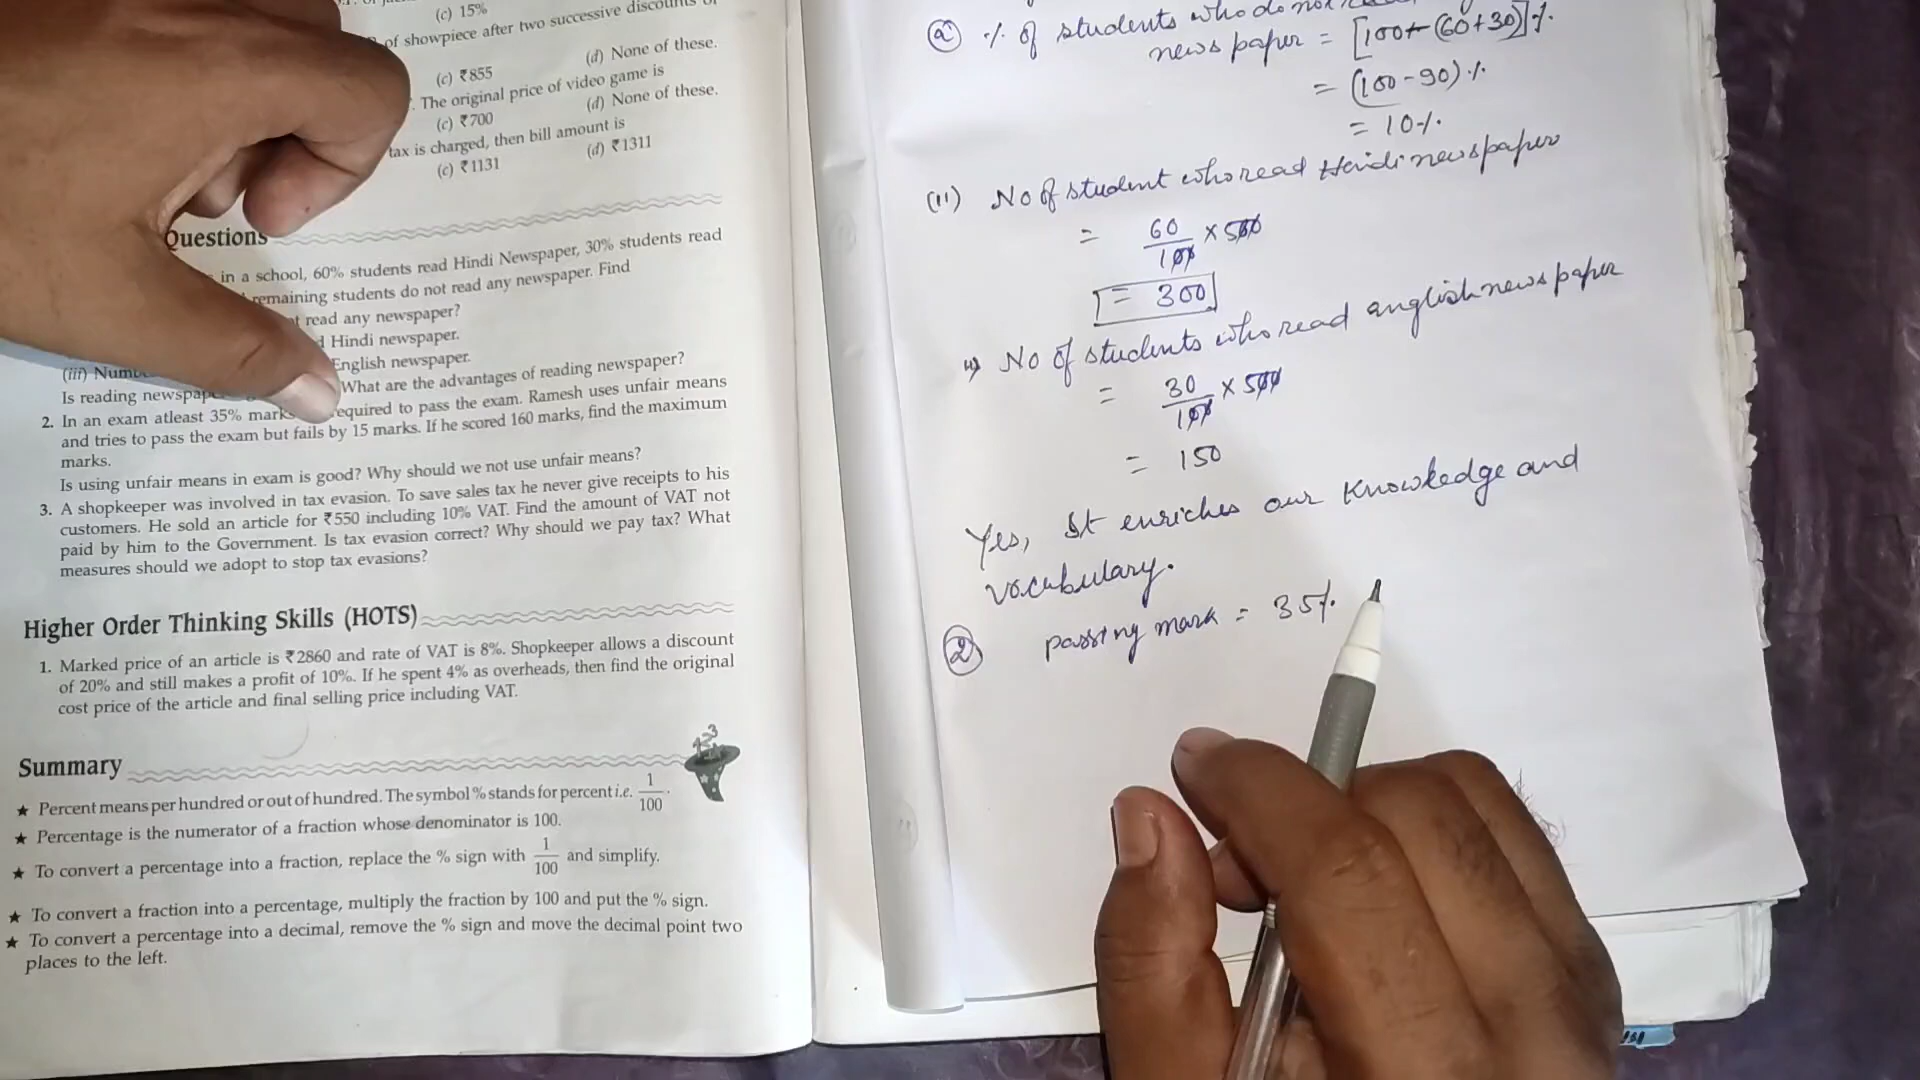 (c) 15%
of showpiece after two successive discounts of
(c) ₹855 (d) None of these.
. The original price of video game is
(c) ₹700 (d) None of these.
tax is charged, then bill amount is
(c) ₹1131 (d) ₹1311
Questions
in a school, 60% students read Hindi Newspaper, 30% students read
remaining students do not read any newspaper. Find
read any newspaper?
Hindi newspaper.
(iii) English newspaper.
Is reading What are the advantages of reading newspaper?
2. In an exam atleast 35% required to pass the exam. Ramesh uses unfair means
and tries to pass the exam but fails by 15 marks. If he scored 160 marks, find the maximum
marks.
Is using unfair means in exam is good? Why should we not use unfair means?
3. A shopkeeper was involved in tax evasion. To save sales tax he never give receipts to his
customers. He sold an article for ₹550 including 10% VAT. Find the amount of VAT not
paid by him to the Government. Is tax evasion correct? Why should we pay tax? What
measures should we adopt to stop tax evasions?
Higher Order Thinking Skills (HOTS)
1. Marked price of an article is ₹2860 and rate of VAT is 8%. Shopkeeper allows a discount
of 20% and still makes a profit of 10%. If he spent 4% as overheads, then find the original
cost price of the article and final selling price including VAT.
Summary
★ Percent means per hundred or out of hundred. The symbol % stands for percent i.e. 1/100.
★ Percentage is the numerator of a fraction whose denominator is 100.
★ To convert a percentage into a fraction, replace the % sign with 1/100 and simplify.
★ To convert a fraction into a percentage, multiply the fraction by 100 and put the % sign.
★ To convert a percentage into a decimal, remove the % sign and move the decimal point two
places to the left.
(a) % of students who do not
news paper = [100 - (60+30)]%
= (100-90)%
= 10%
(11) No of student who read Hindi newspaper
= 60/100 × 500
= 300
No of students who read anglish news paper
= 30/100 × 500
= 150
Yes, It enriches our Knowledge and
vocabulary.
(2) passing mark = 35%